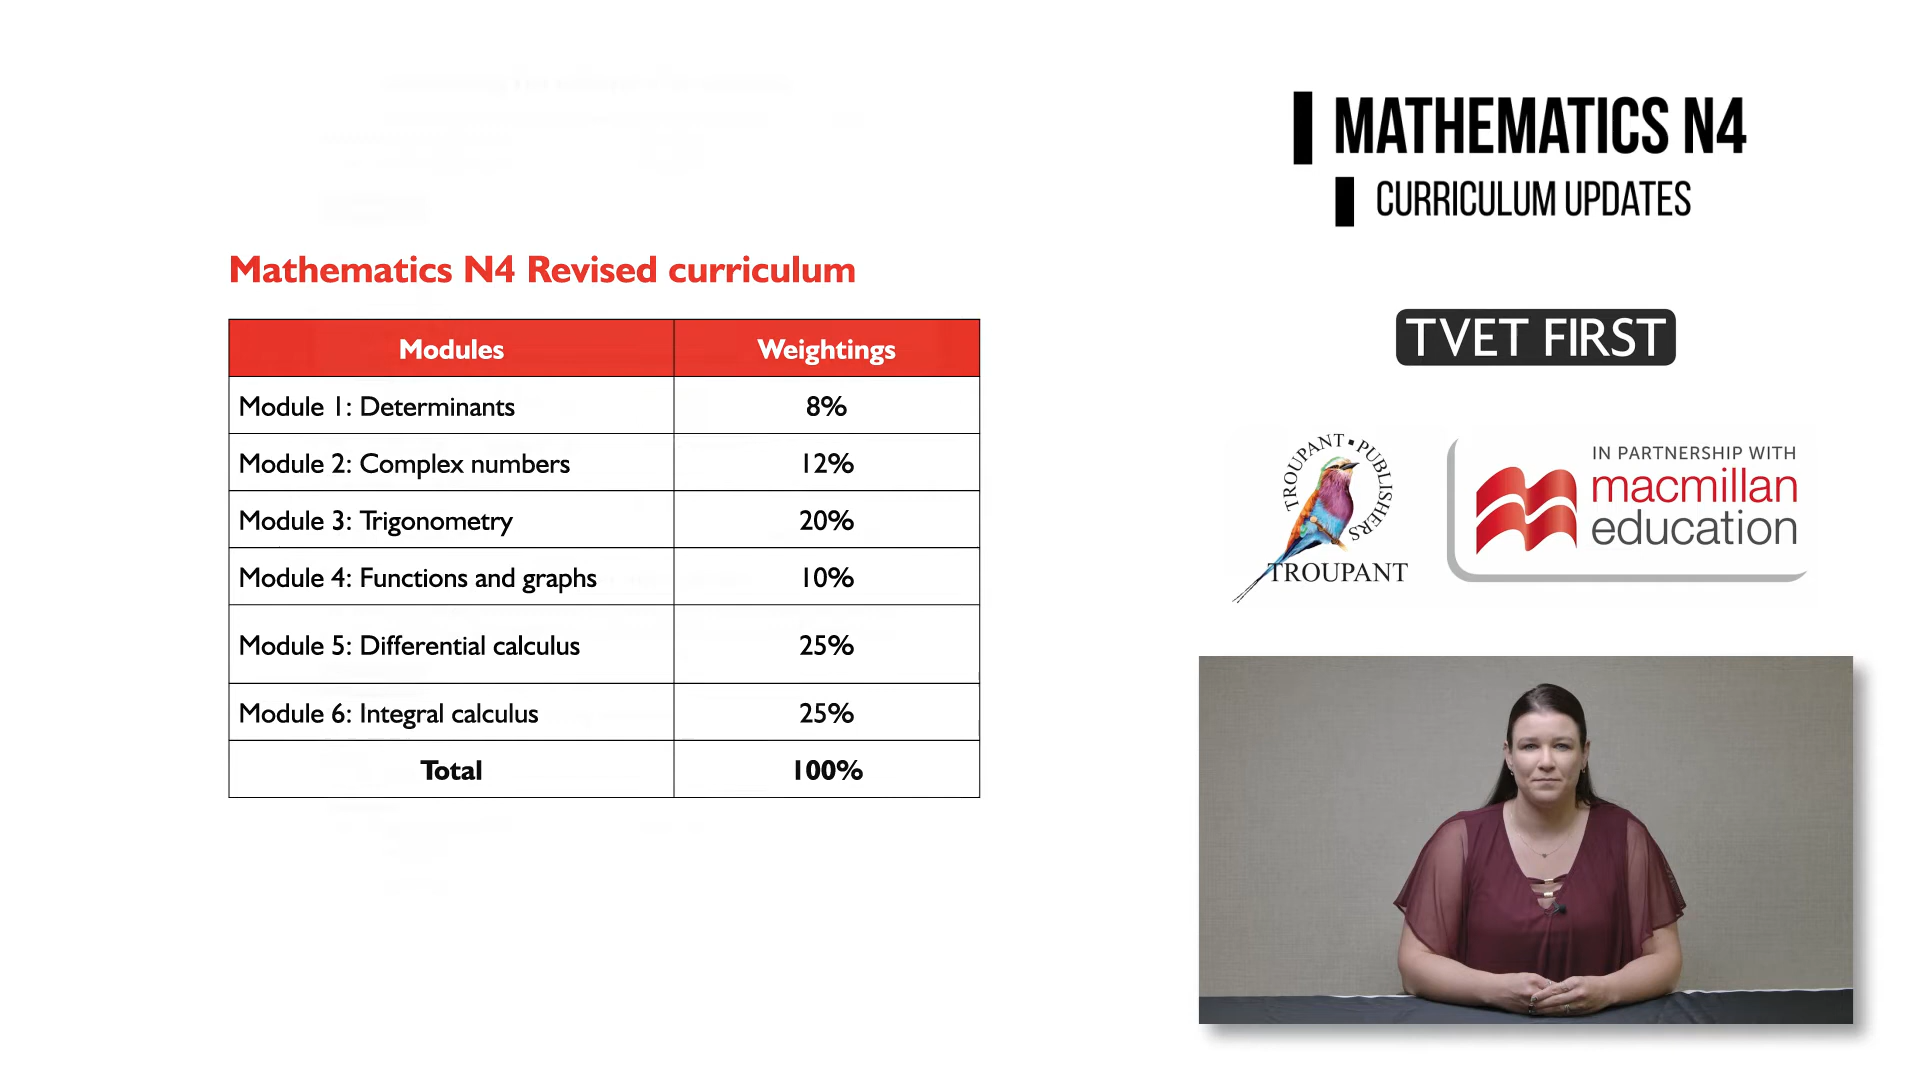 MATHEMATICS N4
CURRICULUM UPDATES
Mathematics N4 Revised curriculum
Modules Weightings
Module 1: Determinants 8%
Module 2: Complex numbers 12%
Module 3: Trigonometry 20%
Module 4: Functions and graphs 10%
Module 5: Differential calculus 25%
Module 6: Integral calculus 25%
Total 100%
TVET FIRST
TROUPANT ▪ PUBLISHERS
TROUPANT
IN PARTNERSHIP WITH
macmillan
education